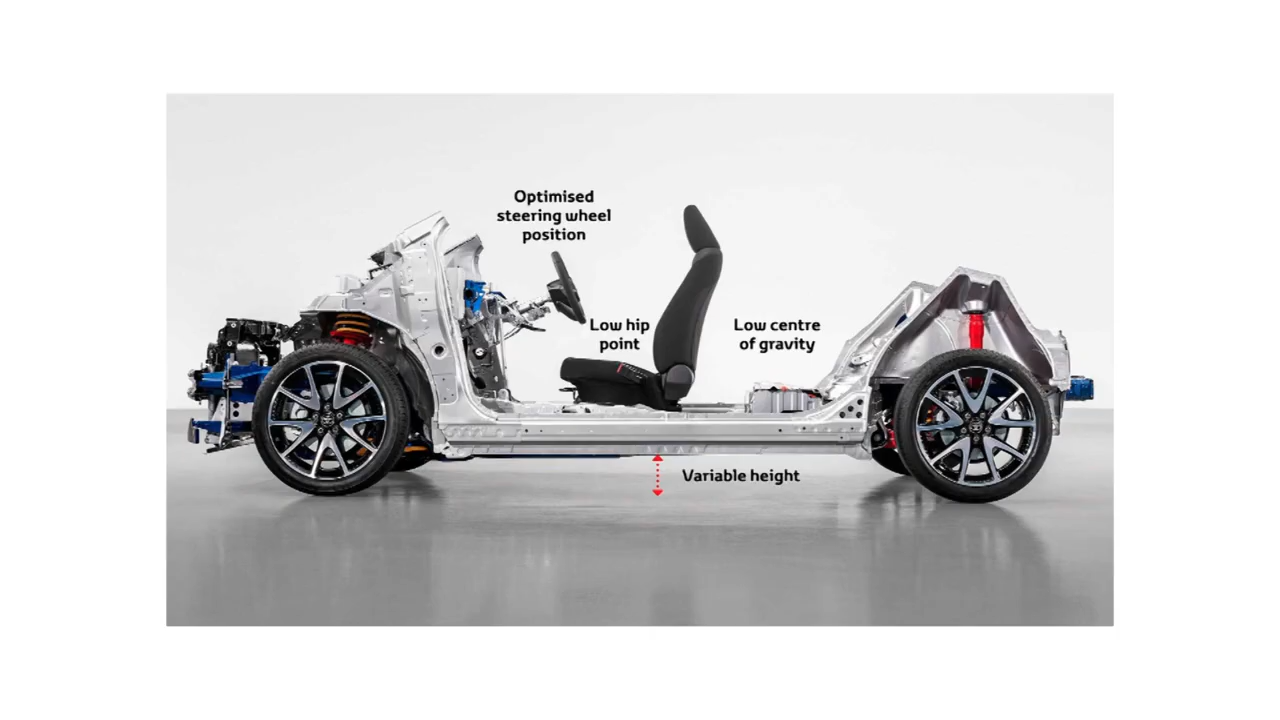 Optimised
steering wheel
position
Low hip
point
Low centre
of gravity
Variable height